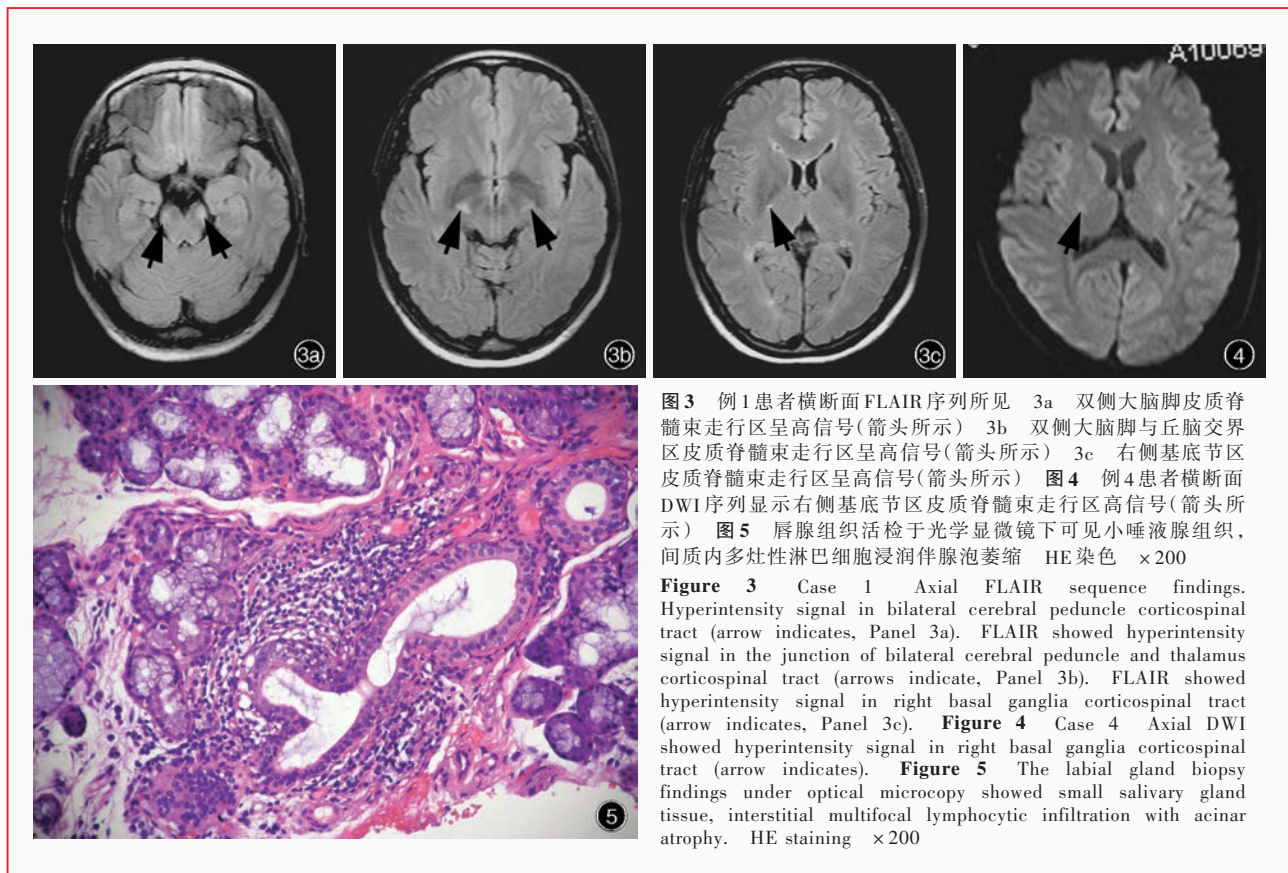 A10069
3a
3b
3c
4
5
图3 例1患者横断面FLAIR序列所见 3a 双侧大脑脚皮质脊
髓束走行区呈高信号(箭头所示) 3b 双侧大脑脚与丘脑交界
区皮质脊髓束走行区呈高信号(箭头所示) 3c 右侧基底节区
皮质脊髓束走行区呈高信号(箭头所示) 图4 例4患者横断面
DWI序列显示右侧基底节区皮质脊髓束走行区高信号(箭头所
示) 图5 唇腺组织活检于光学显微镜下可见小唾液腺组织,
间质内多灶性淋巴细胞浸润伴腺泡萎缩 HE染色 ×200
Figure 3 Case 1 Axial FLAIR sequence findings.
Hyperintensity signal in bilateral cerebral peduncle corticospinal
tract (arrow indicates, Panel 3a). FLAIR showed hyperintensity
signal in the junction of bilateral cerebral peduncle and thalamus
corticospinal tract (arrows indicate, Panel 3b). FLAIR showed
hyperintensity signal in right basal ganglia corticospinal tract
(arrow indicates, Panel 3c). Figure 4 Case 4 Axial DWI
showed hyperintensity signal in right basal ganglia corticospinal
tract (arrow indicates). Figure 5 The labial gland biopsy
findings under optical microcopy showed small salivary gland
tissue, interstitial multifocal lymphocytic infiltration with acinar
atrophy. HE staining ×200